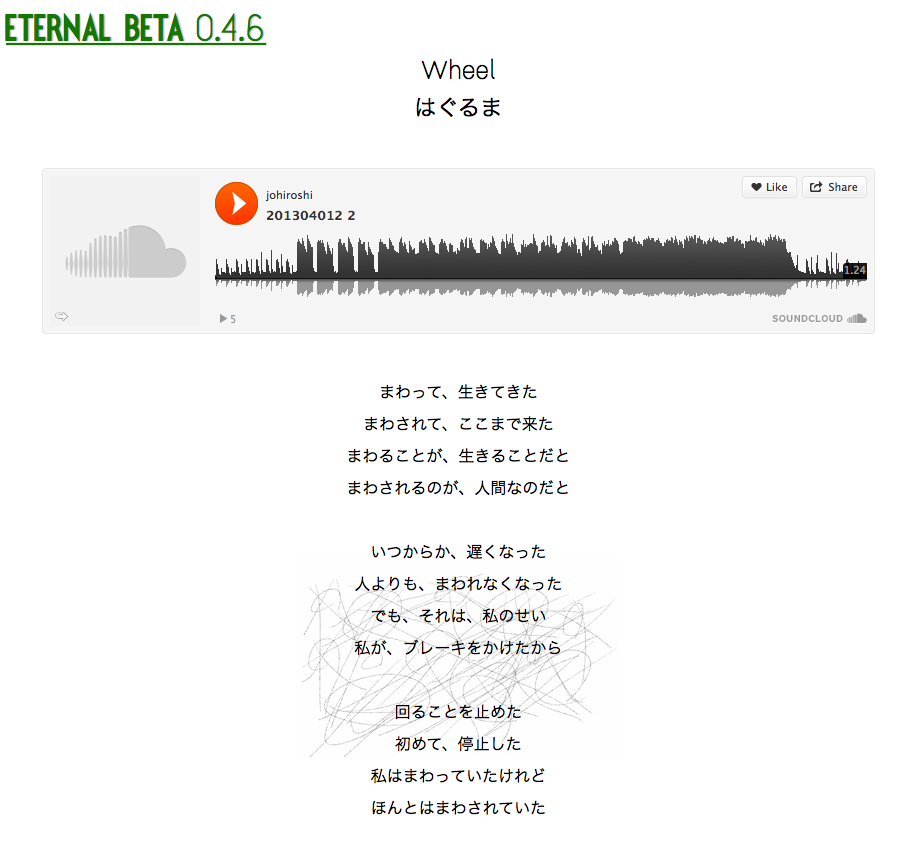 ETERNAL BETA 0.4.6
Wheel
はぐるま
johiroshi
201304012 2
Like
Share
1.24
5
SOUNDCLOUD
まわって、生きてきた
まわされて、ここまで来た
まわることが、生きることだと
まわされるのが、人間なのだと
いつからか、遅くなった
人よりも、まわれなくなった
でも、それは、私のせい
私が、ブレーキをかけたから
回ることを止めた
初めて、停止した
私はまわっていたけれど
ほんとはまわされていた